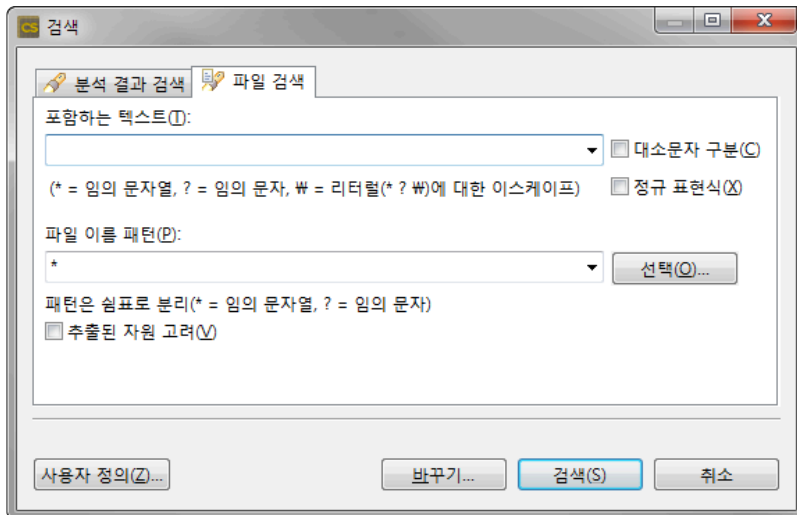 CS 검색
분석 결과 검색 파일 검색
포함하는 텍스트(T):
대소문자 구분(C)
(* = 임의 문자열, ? = 임의 문자, ₩ = 리터럴(* ? ₩)에 대한 이스케이프)
정규 표현식(X)
파일 이름 패턴(P):
*
선택(O)...
패턴은 쉼표로 분리(* = 임의 문자열, ? = 임의 문자)
추출된 자원 고려(V)
사용자 정의(Z)... 바꾸기... 검색(S) 취소